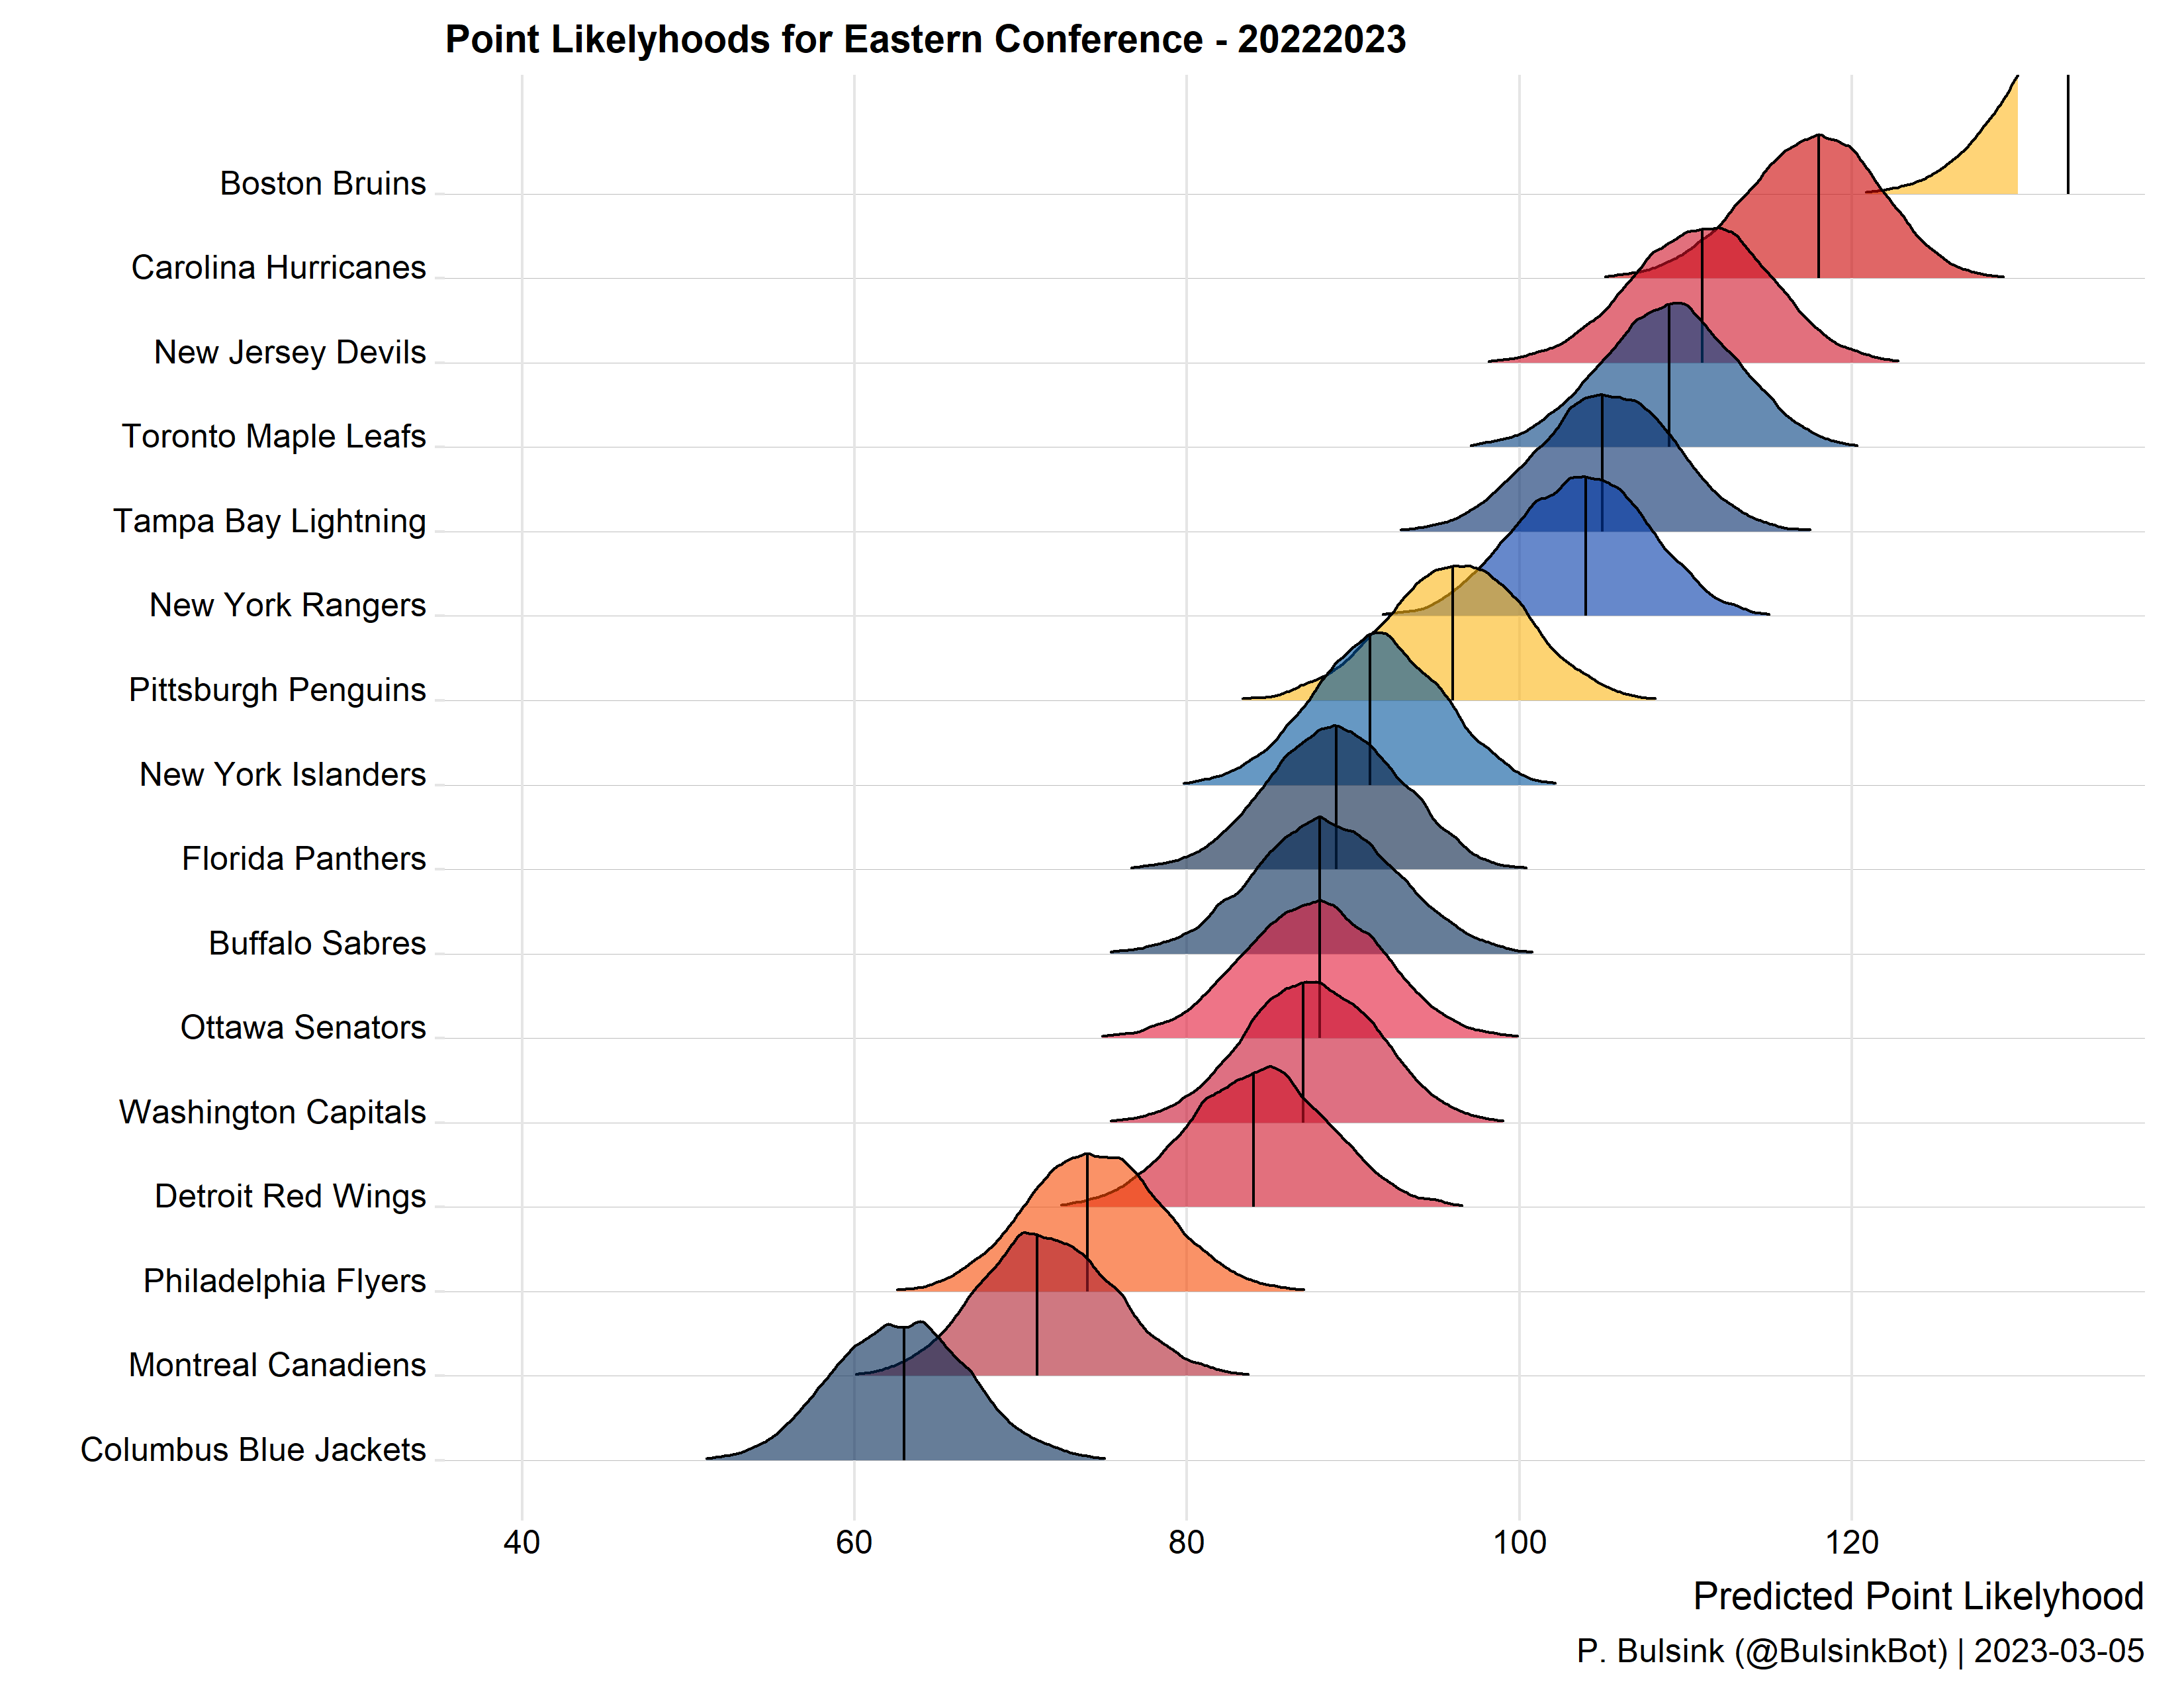 Point Likelyhoods for Eastern Conference - 20222023
Boston Bruins
Carolina Hurricanes
New Jersey Devils
Toronto Maple Leafs
Tampa Bay Lightning
New York Rangers
Pittsburgh Penguins
New York Islanders
Florida Panthers
Buffalo Sabres
Ottawa Senators
Washington Capitals
Detroit Red Wings
Philadelphia Flyers
Montreal Canadiens
Columbus Blue Jackets
40 60 80 100 120
Predicted Point Likelyhood
P. Bulsink (@BulsinkBot) | 2023-03-05